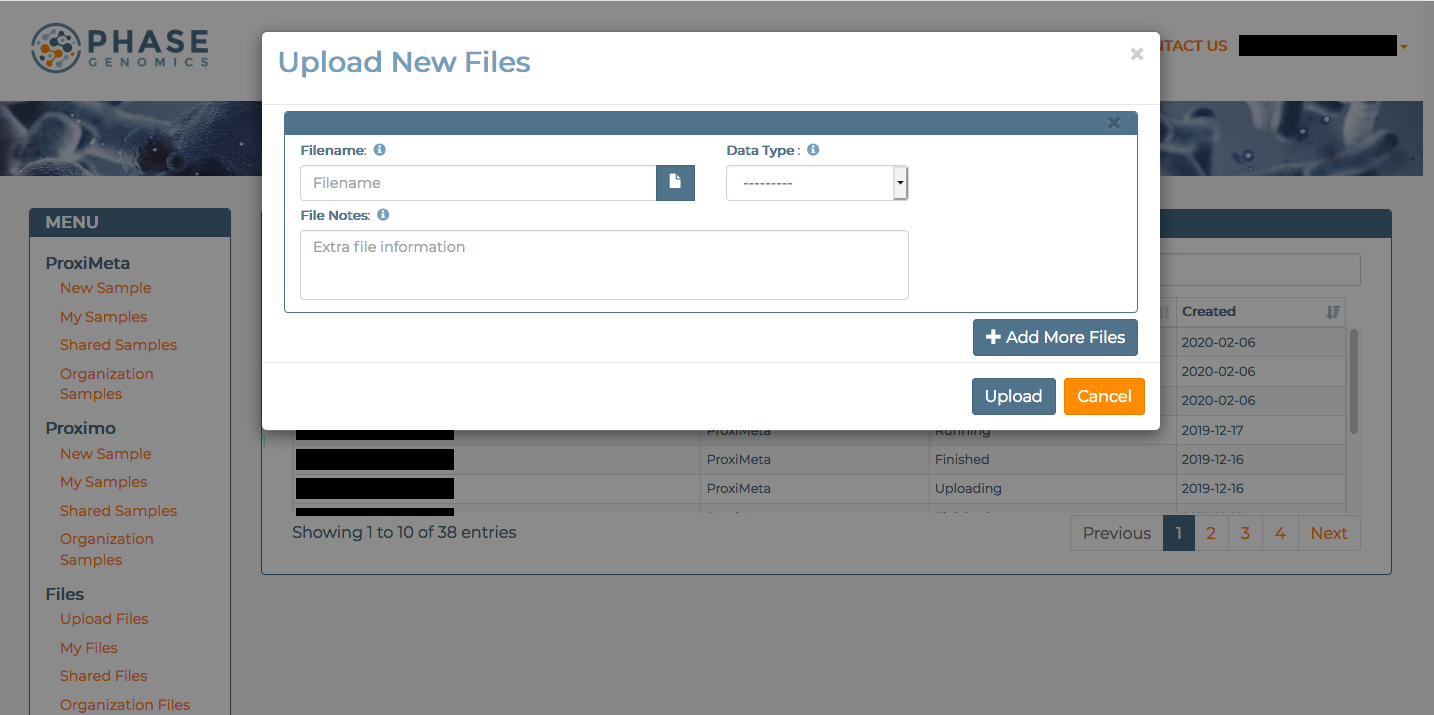 PHASE
GENOMICS
Upload New Files
×
NTACT US
Filename:
Data Type :
Filename
---------
File Notes:
Extra file information
Add More Files
Upload
Cancel
MENU
ProxiMeta
New Sample
My Samples
Shared Samples
Organization
Samples
Proximo
New Sample
My Samples
Shared Samples
Organization
Samples
Files
Upload Files
My Files
Shared Files
Organization Files
Created
2020-02-06
2020-02-06
2020-02-06
ProxiMeta Running 2019-12-17
ProxiMeta Finished 2019-12-16
ProxiMeta Uploading 2019-12-16
Showing 1 to 10 of 38 entries
Previous 1 2 3 4 Next